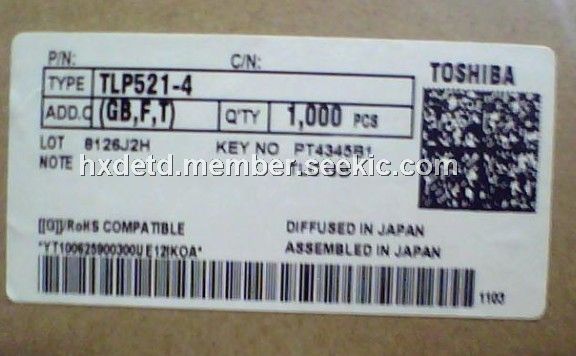 P/N: C/N:
TOSHIBA
TYPE TLP521-4
ADD.C (GB,F,T) Q'TY 1,000 PCS
LOT 8126J2H KEY NO PT4345B1
NOTE
hxdetd.member.seekic.com
[[G]]/RoHS COMPATIBLE DIFFUSED IN JAPAN
"YT100625900300UE12IKOA" ASSEMBLED IN JAPAN
1103